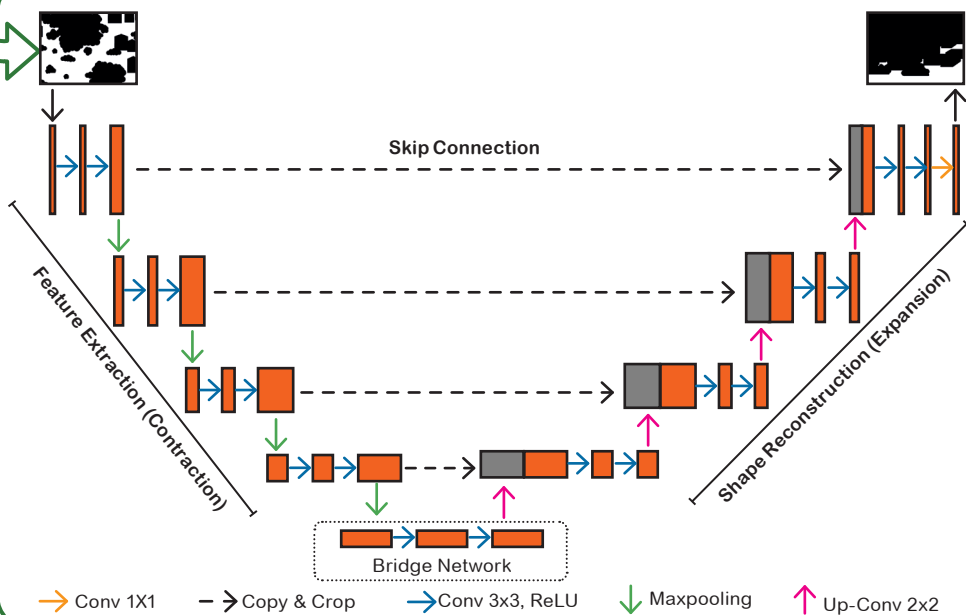 Skip Connection
Feature Extraction (Contraction)
Shape Reconstruction (Expansion)
Bridge Network
Conv 1X1
Copy & Crop
Conv 3x3, ReLU
Maxpooling
Up-Conv 2x2